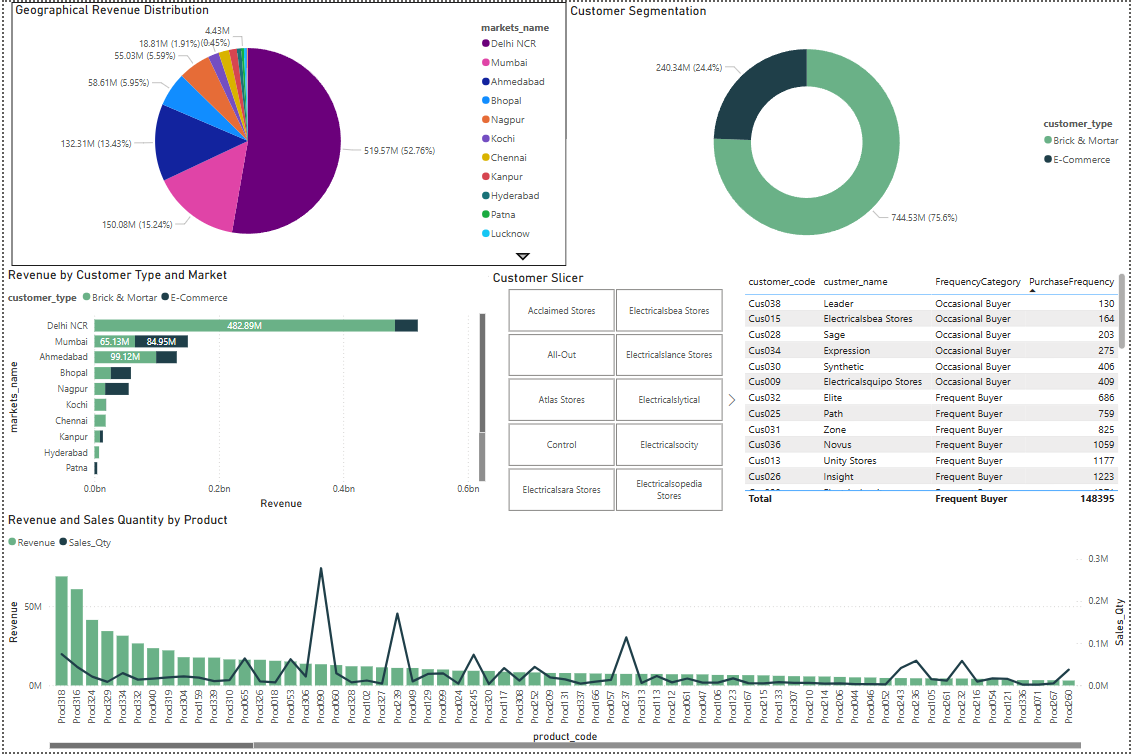 Geographical Revenue Distribution
4.43M
(0.45%)
18.81M (1.91%)
55.03M (5.59%)
58.61M (5.95%)
132.31M (13.43%)
150.08M (15.24%)
519.57M (52.76%)
markets_name
Delhi NCR
Mumbai
Ahmedabad
Bhopal
Nagpur
Kochi
Chennai
Kanpur
Hyderabad
Patna
Lucknow
Customer Segmentation
240.34M (24.4%)
744.53M (75.6%)
customer_type
Brick & Mortar
E-Commerce
Revenue by Customer Type and Market
customer_type Brick & Mortar E-Commerce
markets_name
Delhi NCR 482.89M
Mumbai 65.13M 84.95M
Ahmedabad 99.12M
Bhopal
Nagpur
Kochi
Chennai
Kanpur
Hyderabad
Patna
0.0bn 0.2bn 0.4bn 0.6bn
Revenue
Customer Slicer
Acclaimed Stores Electricalsbea Stores
All-Out Electricalslance Stores
Atlas Stores Electricalslytical
Control Electricalsocity
Electricalsara Stores Electricalsopedia Stores
customer_code custmer_name FrequencyCategory PurchaseFrequency
Cus038 Leader Occasional Buyer 130
Cus015 Electricalsbea Stores Occasional Buyer 164
Cus028 Sage Occasional Buyer 203
Cus034 Expression Occasional Buyer 275
Cus030 Synthetic Occasional Buyer 406
Cus009 Electricalsquipo Stores Occasional Buyer 409
Cus032 Elite Frequent Buyer 686
Cus025 Path Frequent Buyer 759
Cus031 Zone Frequent Buyer 825
Cus036 Novus Frequent Buyer 1059
Cus013 Unity Stores Frequent Buyer 1177
Cus026 Insight Frequent Buyer 1223
Total Frequent Buyer 148395
Revenue and Sales Quantity by Product
Revenue Sales_Qty
Revenue
50M
0M
0.3M
0.2M
0.1M
0.0M
Sales_Qty
Prod318
Prod316
Prod324
Prod329
Prod334
Prod332
Prod040
Prod319
Prod304
Prod159
Prod339
Prod310
Prod065
Prod326
Prod018
Prod053
Prod306
Prod090
Prod060
Prod328
Prod102
Prod327
Prod239
Prod049
Prod129
Prod099
Prod024
Prod245
Prod320
Prod117
Prod308
Prod252
Prod009
Prod131
Prod337
Prod166
Prod057
Prod237
Prod313
Prod113
Prod212
Prod061
Prod047
Prod106
Prod123
Prod167
Prod215
Prod133
Prod307
Prod210
Prod214
Prod206
Prod044
Prod046
Prod052
Prod243
Prod236
Prod105
Prod261
Prod232
Prod216
Prod054
Prod121
Prod336
Prod071
Prod267
Prod260
product_code